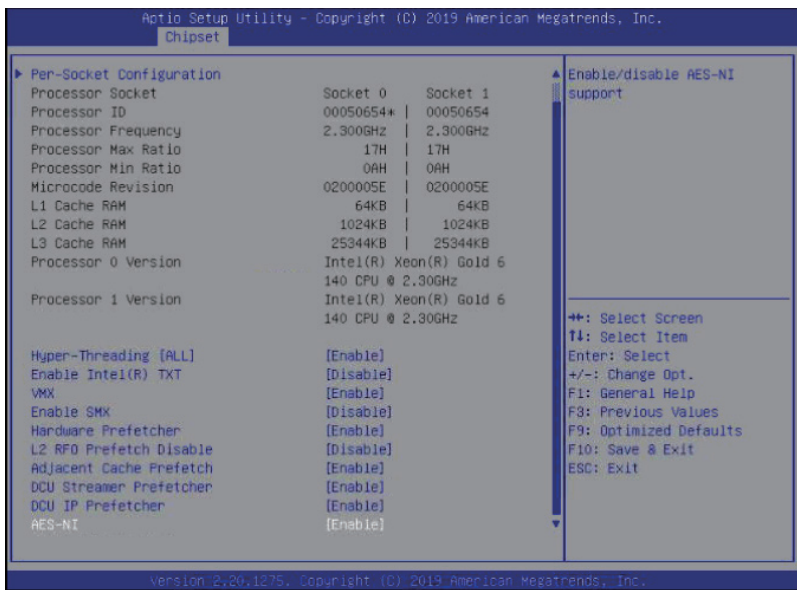 Aptio Setup Utility - Copyright (C) 2019 American Megatrends, Inc.
Chipset
Per-Socket Configuration
Processor Socket Socket 0 Socket 1
Processor ID 00050654* | 00050654
Processor Frequency 2.300GHz | 2.300GHz
Processor Max Ratio 17H | 17H
Processor Min Ratio 0AH | 0AH
Microcode Revision 0200005E | 0200005E
L1 Cache RAM 64KB | 64KB
L2 Cache RAM 1024KB | 1024KB
L3 Cache RAM 25344KB | 25344KB
Processor 0 Version Intel(R) Xeon(R) Gold 6
140 CPU @ 2.30GHz
Processor 1 Version Intel(R) Xeon(R) Gold 6
140 CPU @ 2.30GHz
Hyper-Threading [ALL] [Enable]
Enable Intel(R) TXT [Disable]
VMX [Enable]
Enable SMX [Disable]
Hardware Prefetcher [Enable]
L2 RFO Prefetch Disable [Disable]
Adjacent Cache Prefetch [Enable]
DCU Streamer Prefetcher [Enable]
DCU IP Prefetcher [Enable]
AES-NI [Enable]
Enable/disable AES-NI
support
→←: Select Screen
↑↓: Select Item
Enter: Select
+/-: Change Opt.
F1: General Help
F3: Previous Values
F9: Optimized Defaults
F10: Save & Exit
ESC: Exit
Version 2.20.1275. Copyright (C) 2019 American Megatrends, Inc.